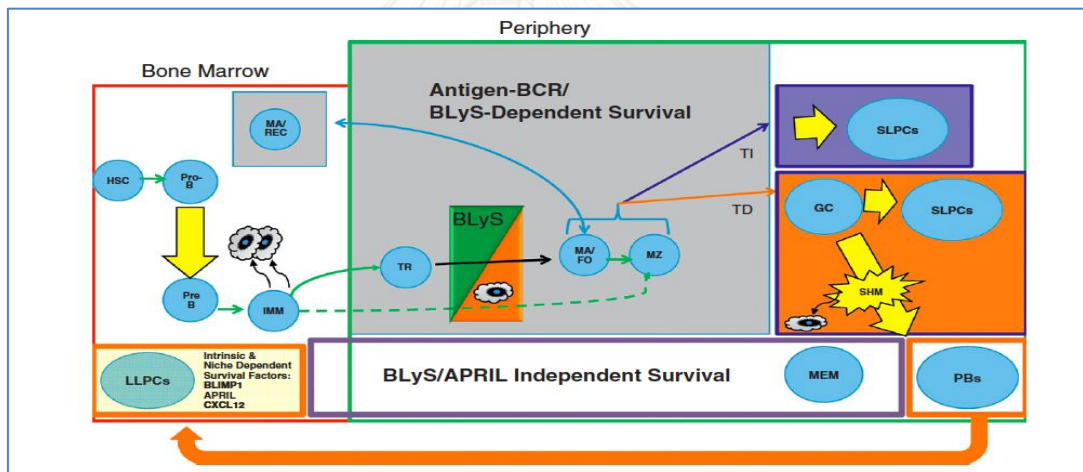 Periphery
Bone Marrow
Antigen-BCR/
BLyS-Dependent Survival
MA/
REC
HSC
Pro-
B
Pre
B
IMM
TR
BLyS
MA/
FO
MZ
TI
TD
SLPCs
GC
SLPCs
SHM
LLPCs
Intrinsic &
Niche Dependent
Survival Factors:
BLIMP1
APRIL
CXCL12
BLyS/APRIL Independent Survival
MEM
PBs